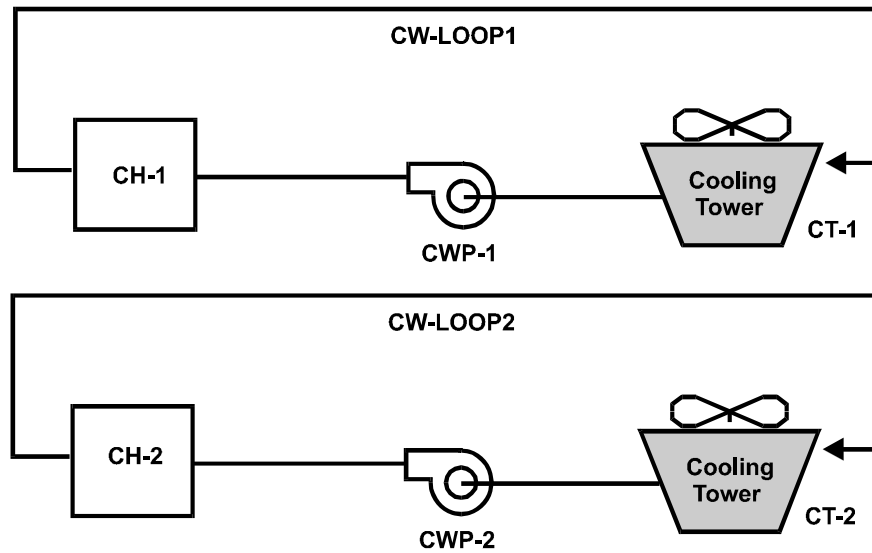 CW-LOOP1
CH-1
CWP-1
Cooling
Tower
CT-1
CW-LOOP2
CH-2
CWP-2
Cooling
Tower
CT-2